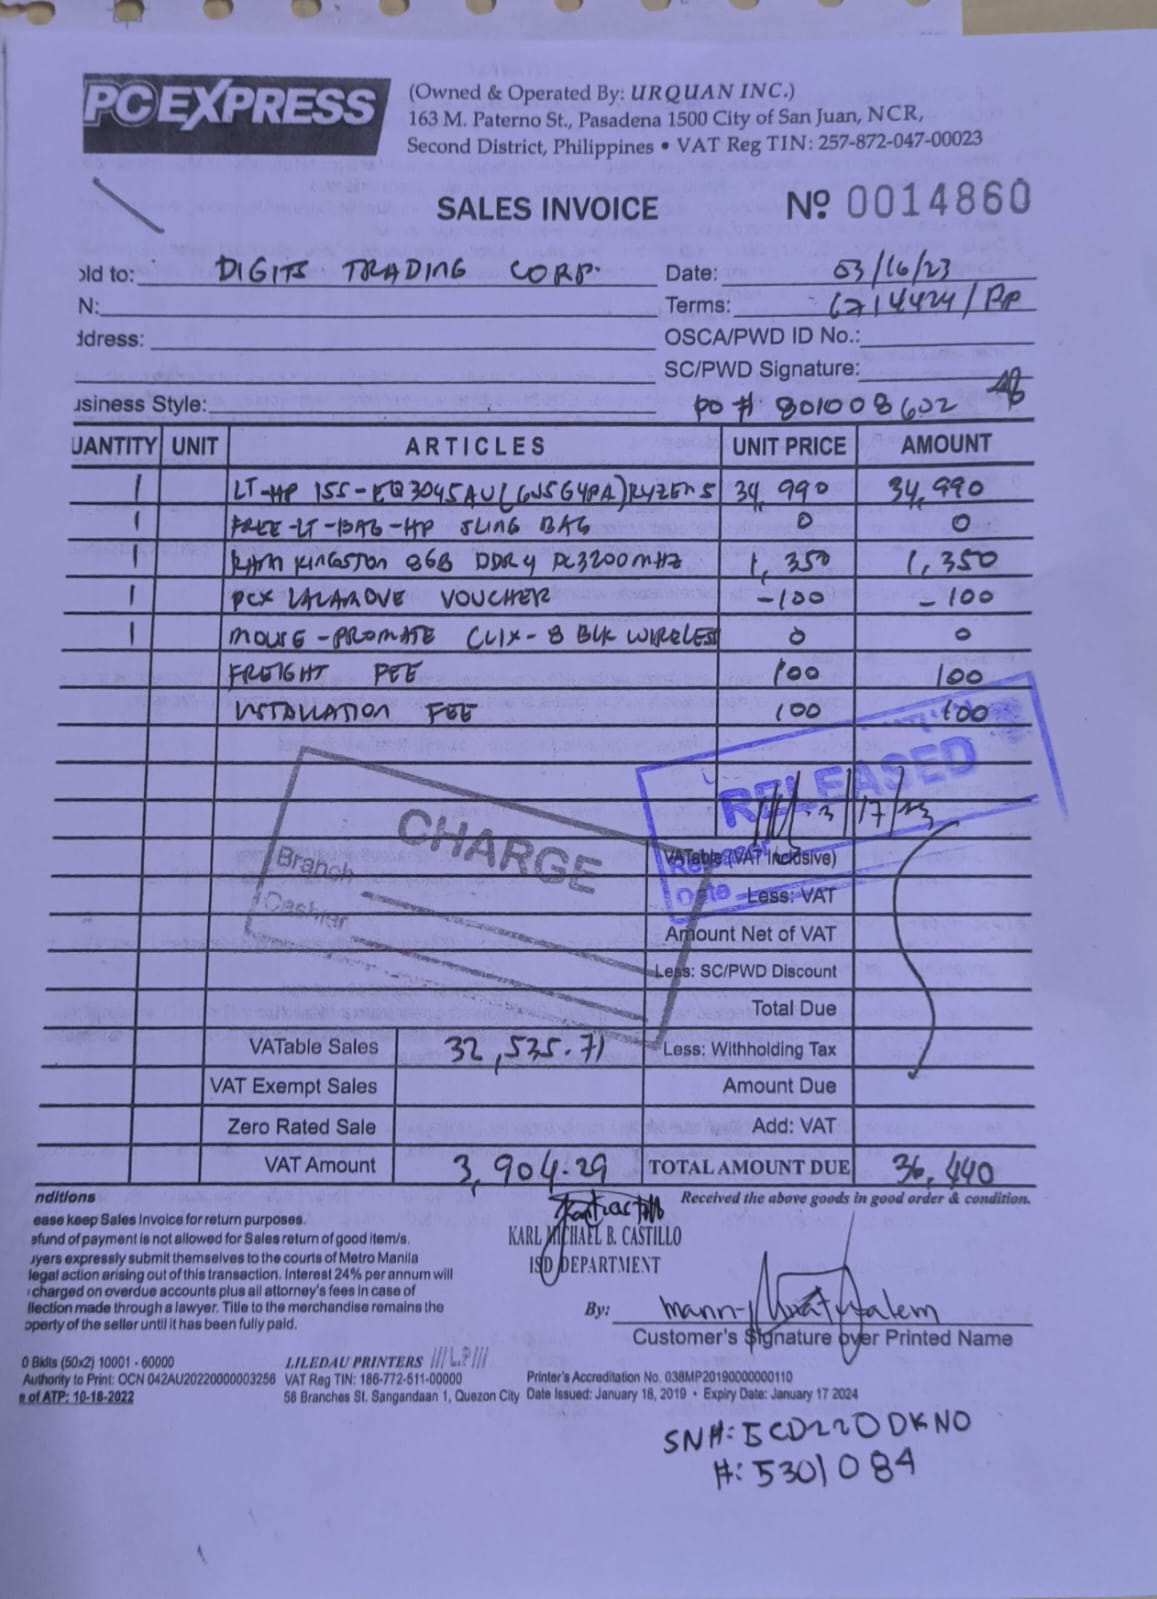 PC EXPRESS
(Owned & Operated By: URQUAN INC.)
163 M. Paterno St., Pasadena 1500 City of San Juan, NCR,
Second District, Philippines • VAT Reg TIN: 257-872-047-00023
SALES INVOICE Nº 0014860
old to: DIGITS TRADING CORP. Date: 03/16/23
N: Terms: 6214424/PP
ddress: OSCA/PWD ID No.:
SC/PWD Signature:
usiness Style: PO # 801008602
UANTITY UNIT ARTICLES UNIT PRICE AMOUNT
1 LT-HP 15S-EQ3045AU(6J5G4PA)RYZEN 5 34,990 34,990
1 FREE-LT-BAG-HP SLING BAG 0 0
1 RAM KINGSTON 8GB DDR4 PC3200MHZ 1,350 1,350
1 PCX LALAMOVE VOUCHER -100 -100
1 MOUSE-PROMATE CLIX-8 BLK WIRELESS 0 0
FREIGHT FEE 100 100
INSTALLATION FEE 100 100
RELEASED
3/17/23
CHARGE
Branch
Cashier
VATable (VAT Inclusive)
Date Less: VAT
Amount Net of VAT
Less: SC/PWD Discount
Total Due
VATable Sales 32,535.71 Less: Withholding Tax
VAT Exempt Sales Amount Due
Zero Rated Sale Add: VAT
VAT Amount 3,904.29 TOTAL AMOUNT DUE 36,440
nditions
ease keep Sales Invoice for return purposes.
efund of payment is not allowed for Sales return of good item/s.
uyers expressly submit themselves to the courts of Metro Manila
legal action arising out of this transaction. Interest 24% per annum will
charged on overdue accounts plus all attorney's fees in case of
llection made through a lawyer. Title to the merchandise remains the
operty of the seller until it has been fully paid.
Received the above goods in good order & condition.
KARL MICHAEL B. CASTILLO
ISD DEPARTMENT
By:
Customer's Signature over Printed Name
0 Bklts (50x2) 10001 - 60000
Authority to Print: OCN 042AU20220000003256
e of ATP: 10-18-2022
LILEDAU PRINTERS
VAT Reg TIN: 186-772-511-00000
58 Branches St. Sangandaan 1, Quezon City
Printer's Accreditation No. 038MP20190000000110
Date Issued: January 18, 2019 • Expiry Date: January 17 2024
SN#: 5CD220DKN0
#: 5301084